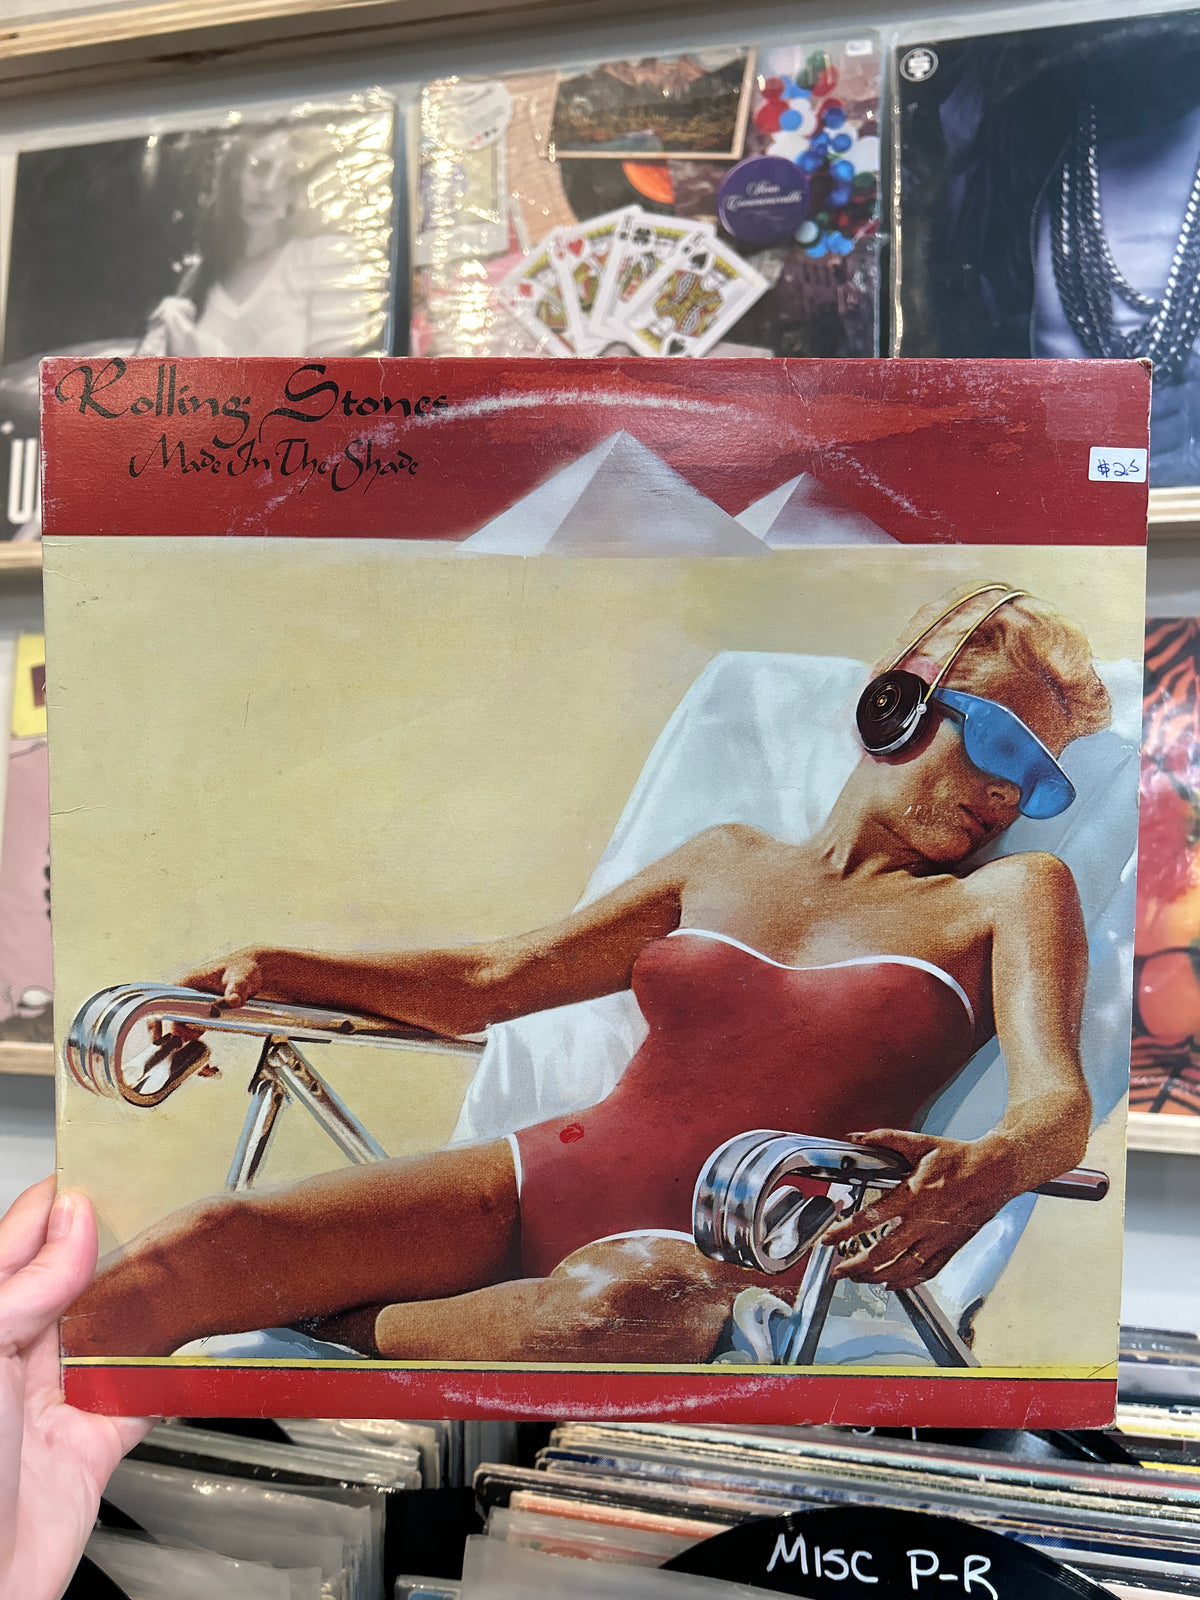 Rolling Stones
Made In The Shade
$25
MISC P-R